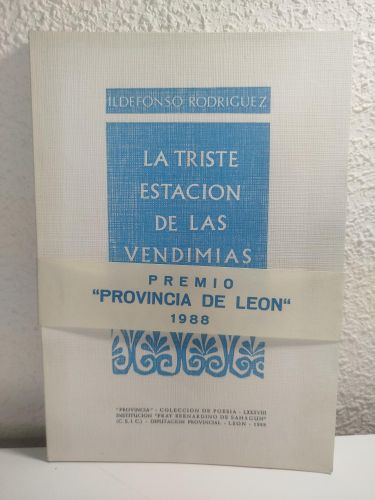 ILDEFONSO RODRIGUEZ
LA TRISTE
ESTACION
DE LAS
VENDIMIAS
PREMIO
"PROVINCIA DE LEON"
1988
"PROVINCIA" - COLECCION DE POESIA - LXXXVIII
INSTITUCION "FRAY BERNARDINO DE SAHAGUN"
(C. S. I. C.) - DIPUTACION PROVINCIAL - LEON - 1988